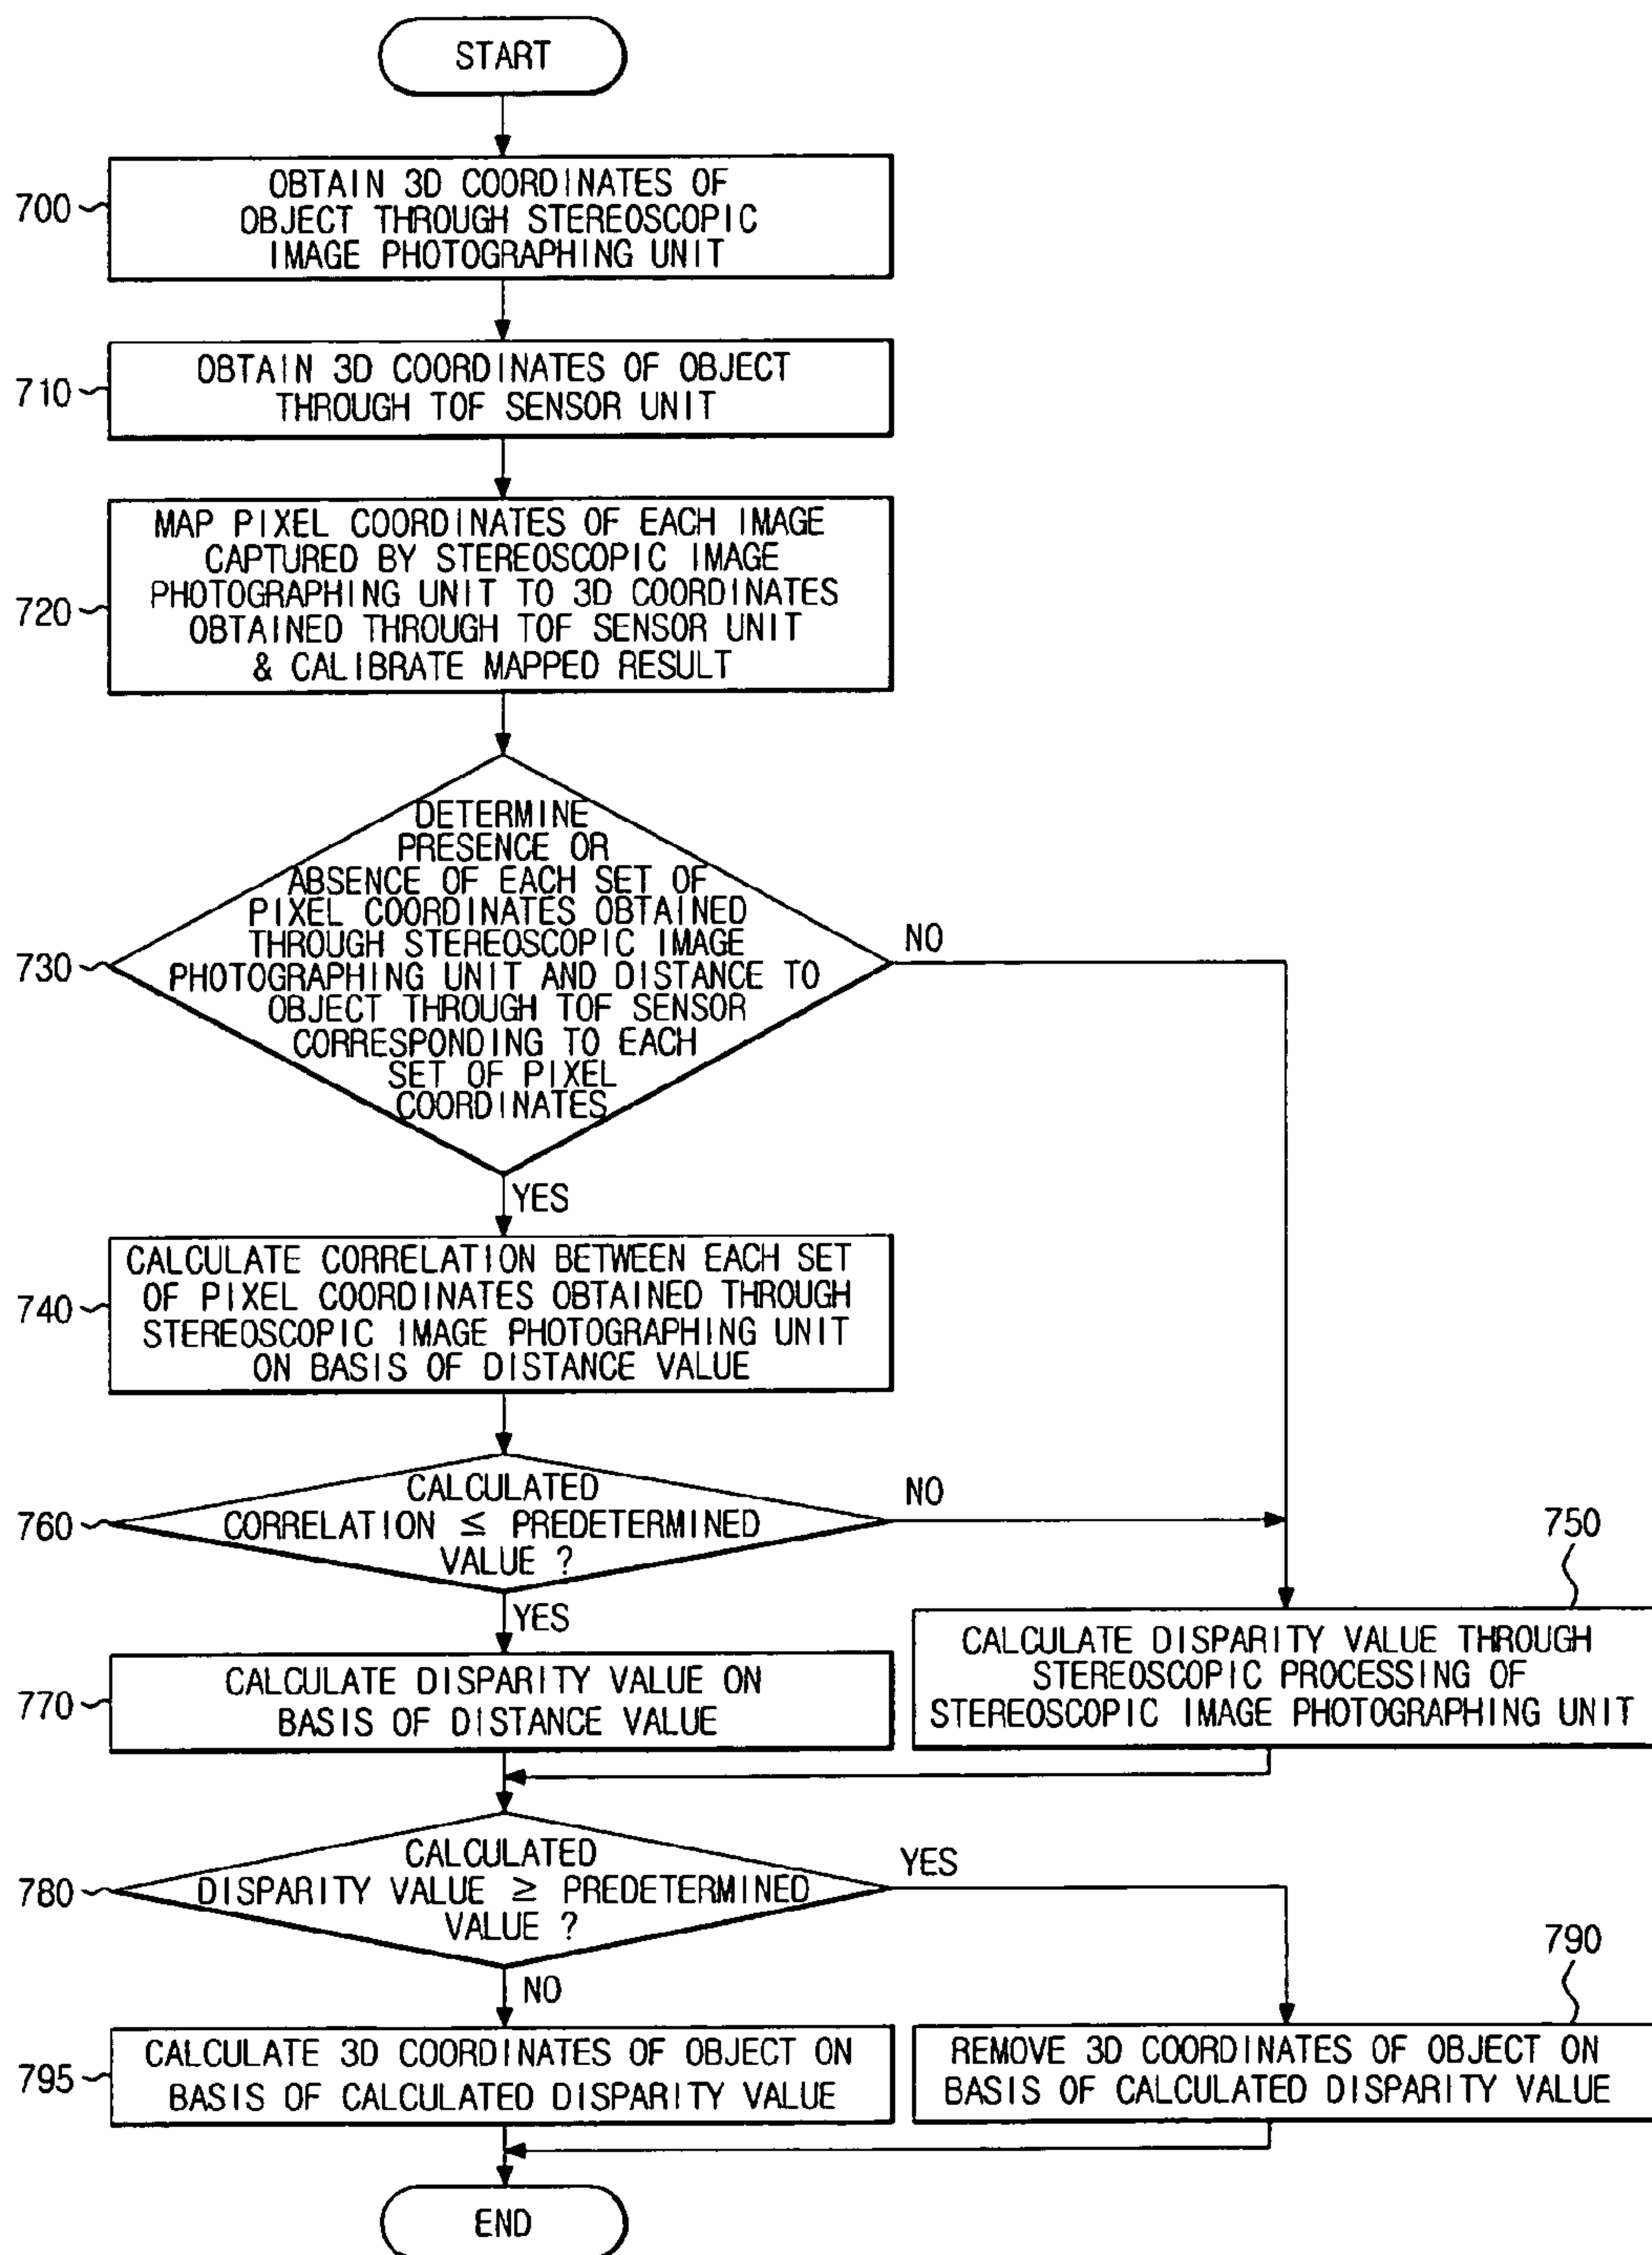 START
700
OBTAIN 3D COORDINATES OF
OBJECT THROUGH STEREOSCOPIC
IMAGE PHOTOGRAPHING UNIT
710
OBTAIN 3D COORDINATES OF OBJECT
THROUGH TOF SENSOR UNIT
720
MAP PIXEL COORDINATES OF EACH IMAGE
CAPTURED BY STEREOSCOPIC IMAGE
PHOTOGRAPHING UNIT TO 3D COORDINATES
OBTAINED THROUGH TOF SENSOR UNIT
& CALIBRATE MAPPED RESULT
730
DETERMINE
PRESENCE OR
ABSENCE OF EACH SET OF
PIXEL COORDINATES OBTAINED
THROUGH STEREOSCOPIC IMAGE
PHOTOGRAPHING UNIT AND DISTANCE TO
OBJECT THROUGH TOF SENSOR
CORRESPONDING TO EACH
SET OF PIXEL
COORDINATES
NO
YES
740
CALCULATE CORRELATION BETWEEN EACH SET
OF PIXEL COORDINATES OBTAINED THROUGH
STEREOSCOPIC IMAGE PHOTOGRAPHING UNIT
ON BASIS OF DISTANCE VALUE
760
CALCULATED
CORRELATION ≤ PREDETERMINED
VALUE ?
NO
YES
750
CALCULATE DISPARITY VALUE THROUGH
STEREOSCOPIC PROCESSING OF
STEREOSCOPIC IMAGE PHOTOGRAPHING UNIT
770
CALCULATE DISPARITY VALUE ON
BASIS OF DISTANCE VALUE
780
CALCULATED
DISPARITY VALUE ≥ PREDETERMINED
VALUE ?
YES
NO
790
REMOVE 3D COORDINATES OF OBJECT ON
BASIS OF CALCULATED DISPARITY VALUE
795
CALCULATE 3D COORDINATES OF OBJECT ON
BASIS OF CALCULATED DISPARITY VALUE
END